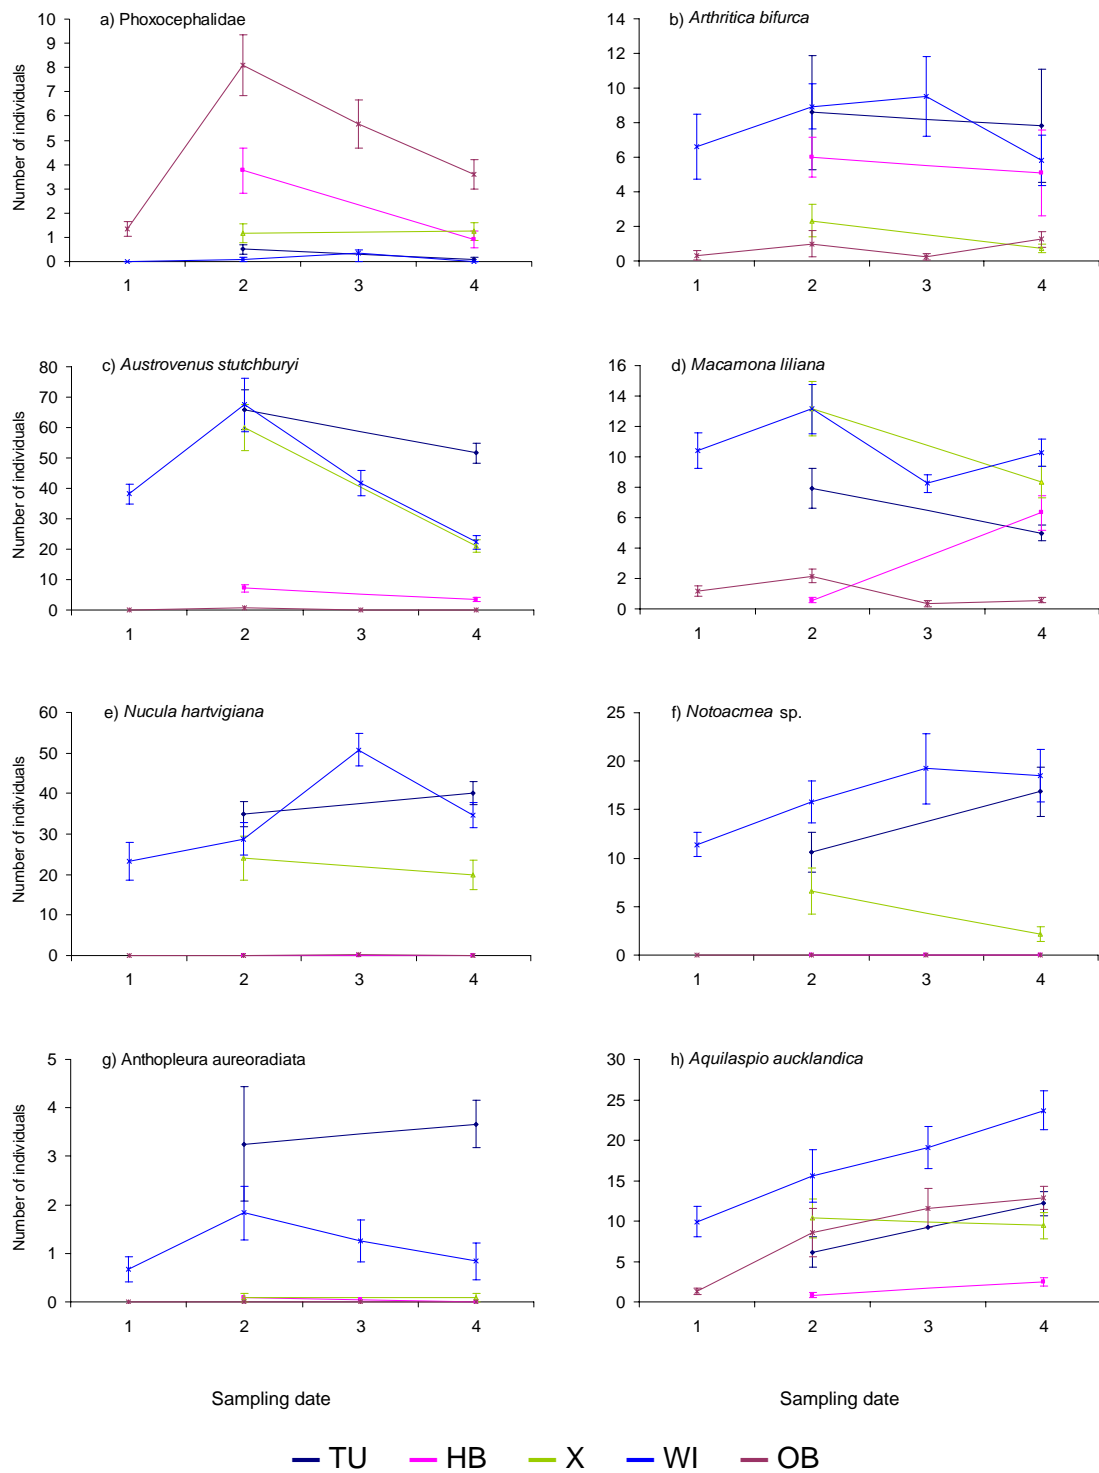 a) Phoxocephalidae
Number of individuals
10
9
8
7
6
5
4
3
2
1
0
1 2 3 4
b) Arthritica bifurca
14
12
10
8
6
4
2
0
1 2 3 4
c) Austrovenus stutchburyi
Number of individuals
80
70
60
50
40
30
20
10
0
1 2 3 4
d) Macamona liliana
16
14
12
10
8
6
4
2
0
1 2 3 4
e) Nucula hartvigiana
Number of individuals
60
50
40
30
20
10
0
1 2 3 4
f) Notoacmea sp.
25
20
15
10
5
0
1 2 3 4
g) Anthopleura aureoradiata
Number of individuals
5
4
3
2
1
0
1 2 3 4
Sampling date
h) Aquilaspio aucklandica
30
25
20
15
10
5
0
1 2 3 4
Sampling date
TU HB X WI OB